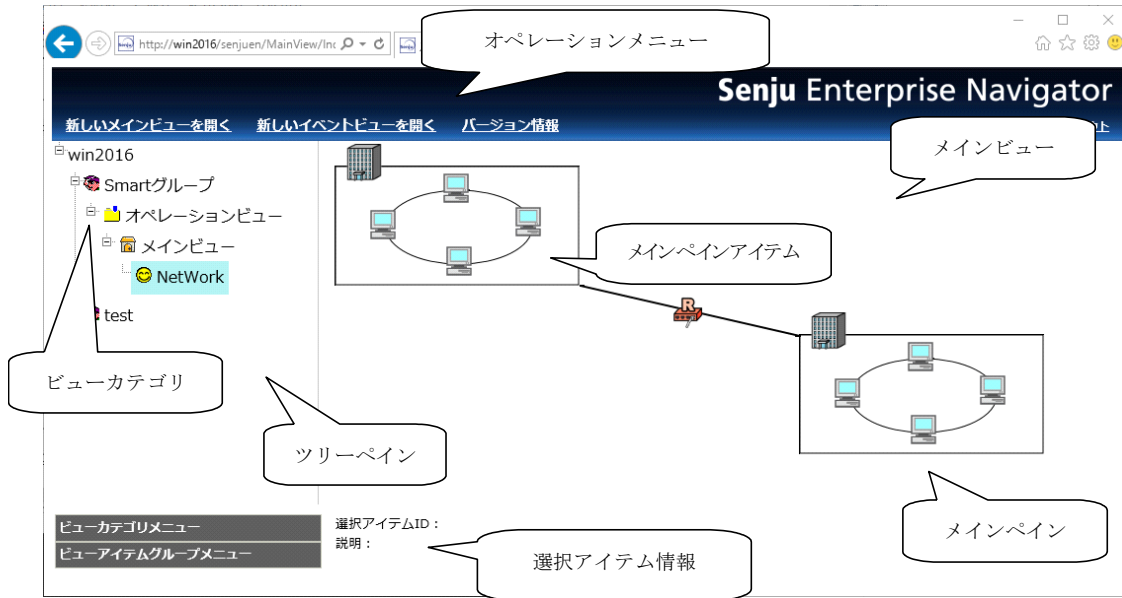 オペレーションメニュー
http://win2016/senjuen/MainView/Inc
Senju Enterprise Navigator
新しいメインビューを開く 新しいイベントビューを開く バージョン情報
メインビュー
win2016
Smartグループ
オペレーションビュー
メインビュー
NetWork
test
メインペインアイテム
R
ビューカテゴリ
ツリーペイン
メインペイン
ビューカテゴリメニュー
ビューアイテムグループメニュー
選択アイテムID：
説明：
選択アイテム情報